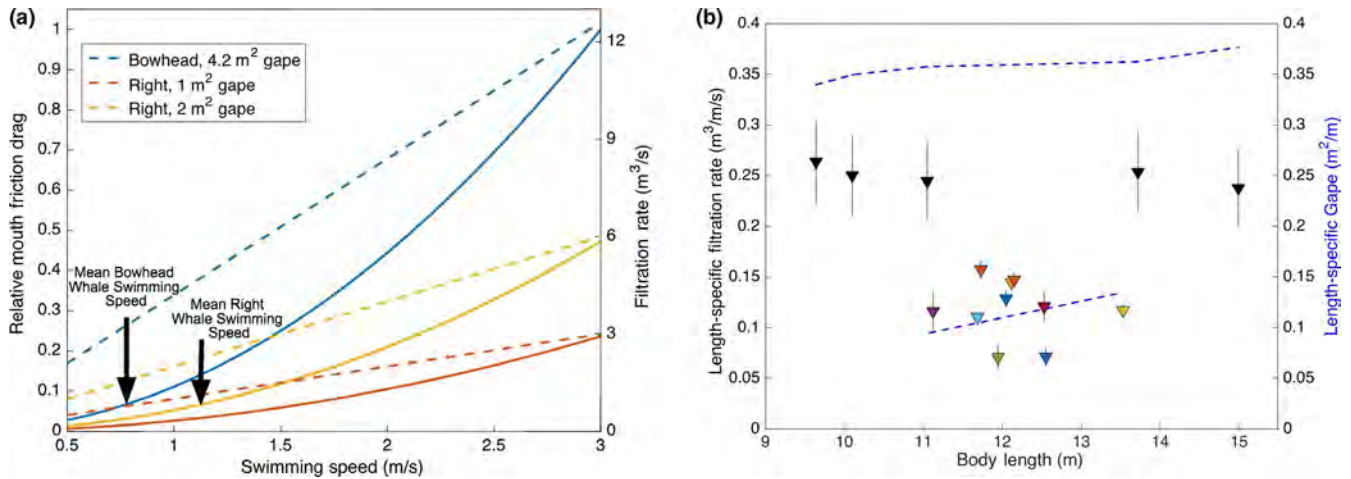 (a)
1
0.9
0.8
0.7
0.6
0.5
0.4
0.3
0.2
0.1
0
Relative mouth friction drag
Bowhead, 4.2 m² gape
Right, 1 m² gape
Right, 2 m² gape
Mean Bowhead
Whale Swimming
Speed
Mean Right
Whale Swimming
Speed
12
9
6
3
0
Filtration rate (m³/s)
0.5
1
1.5
2
2.5
3
Swimming speed (m/s)
(b)
0.4
0.35
0.3
0.25
0.2
0.15
0.1
0.05
0
Length-specific filtration rate (m³/m/s)
0.4
0.35
0.3
0.25
0.2
0.15
0.1
0.05
0
Length-specific Gape (m²/m)
9
10
11
12
13
14
15
Body length (m)